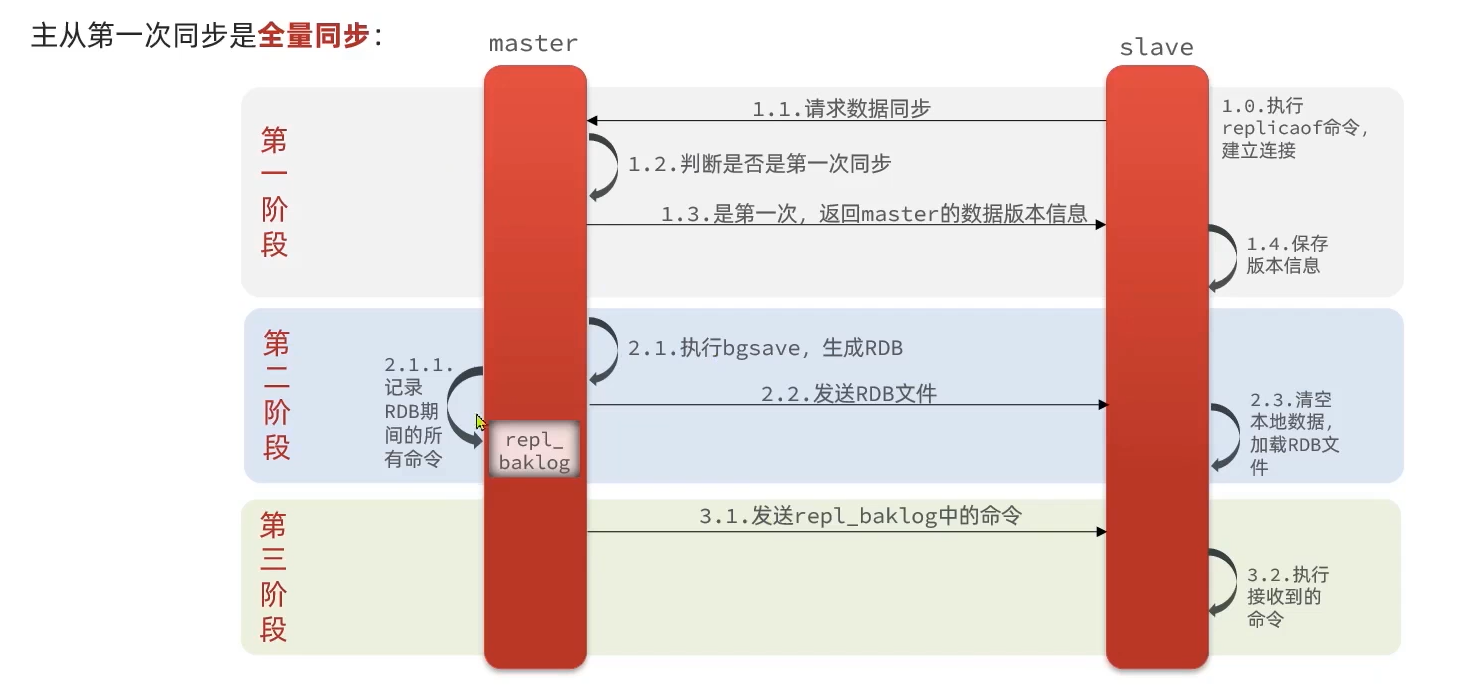 主从第一次同步是全量同步：
master
slave
第
一
阶
段
1.0.执行
replicaof命令，
建立连接
1.1.请求数据同步
1.2.判断是否是第一次同步
1.3.是第一次，返回master的数据版本信息
1.4.保存
版本信息
第
二
阶
段
2.1.执行bgsave，生成RDB
2.1.1.
记录
RDB期
间的所
有命令
repl_
baklog
2.2.发送RDB文件
2.3.清空
本地数据，
加载RDB文
件
第
三
阶
段
3.1.发送repl_baklog中的命令
3.2.执行
接收到的
命令